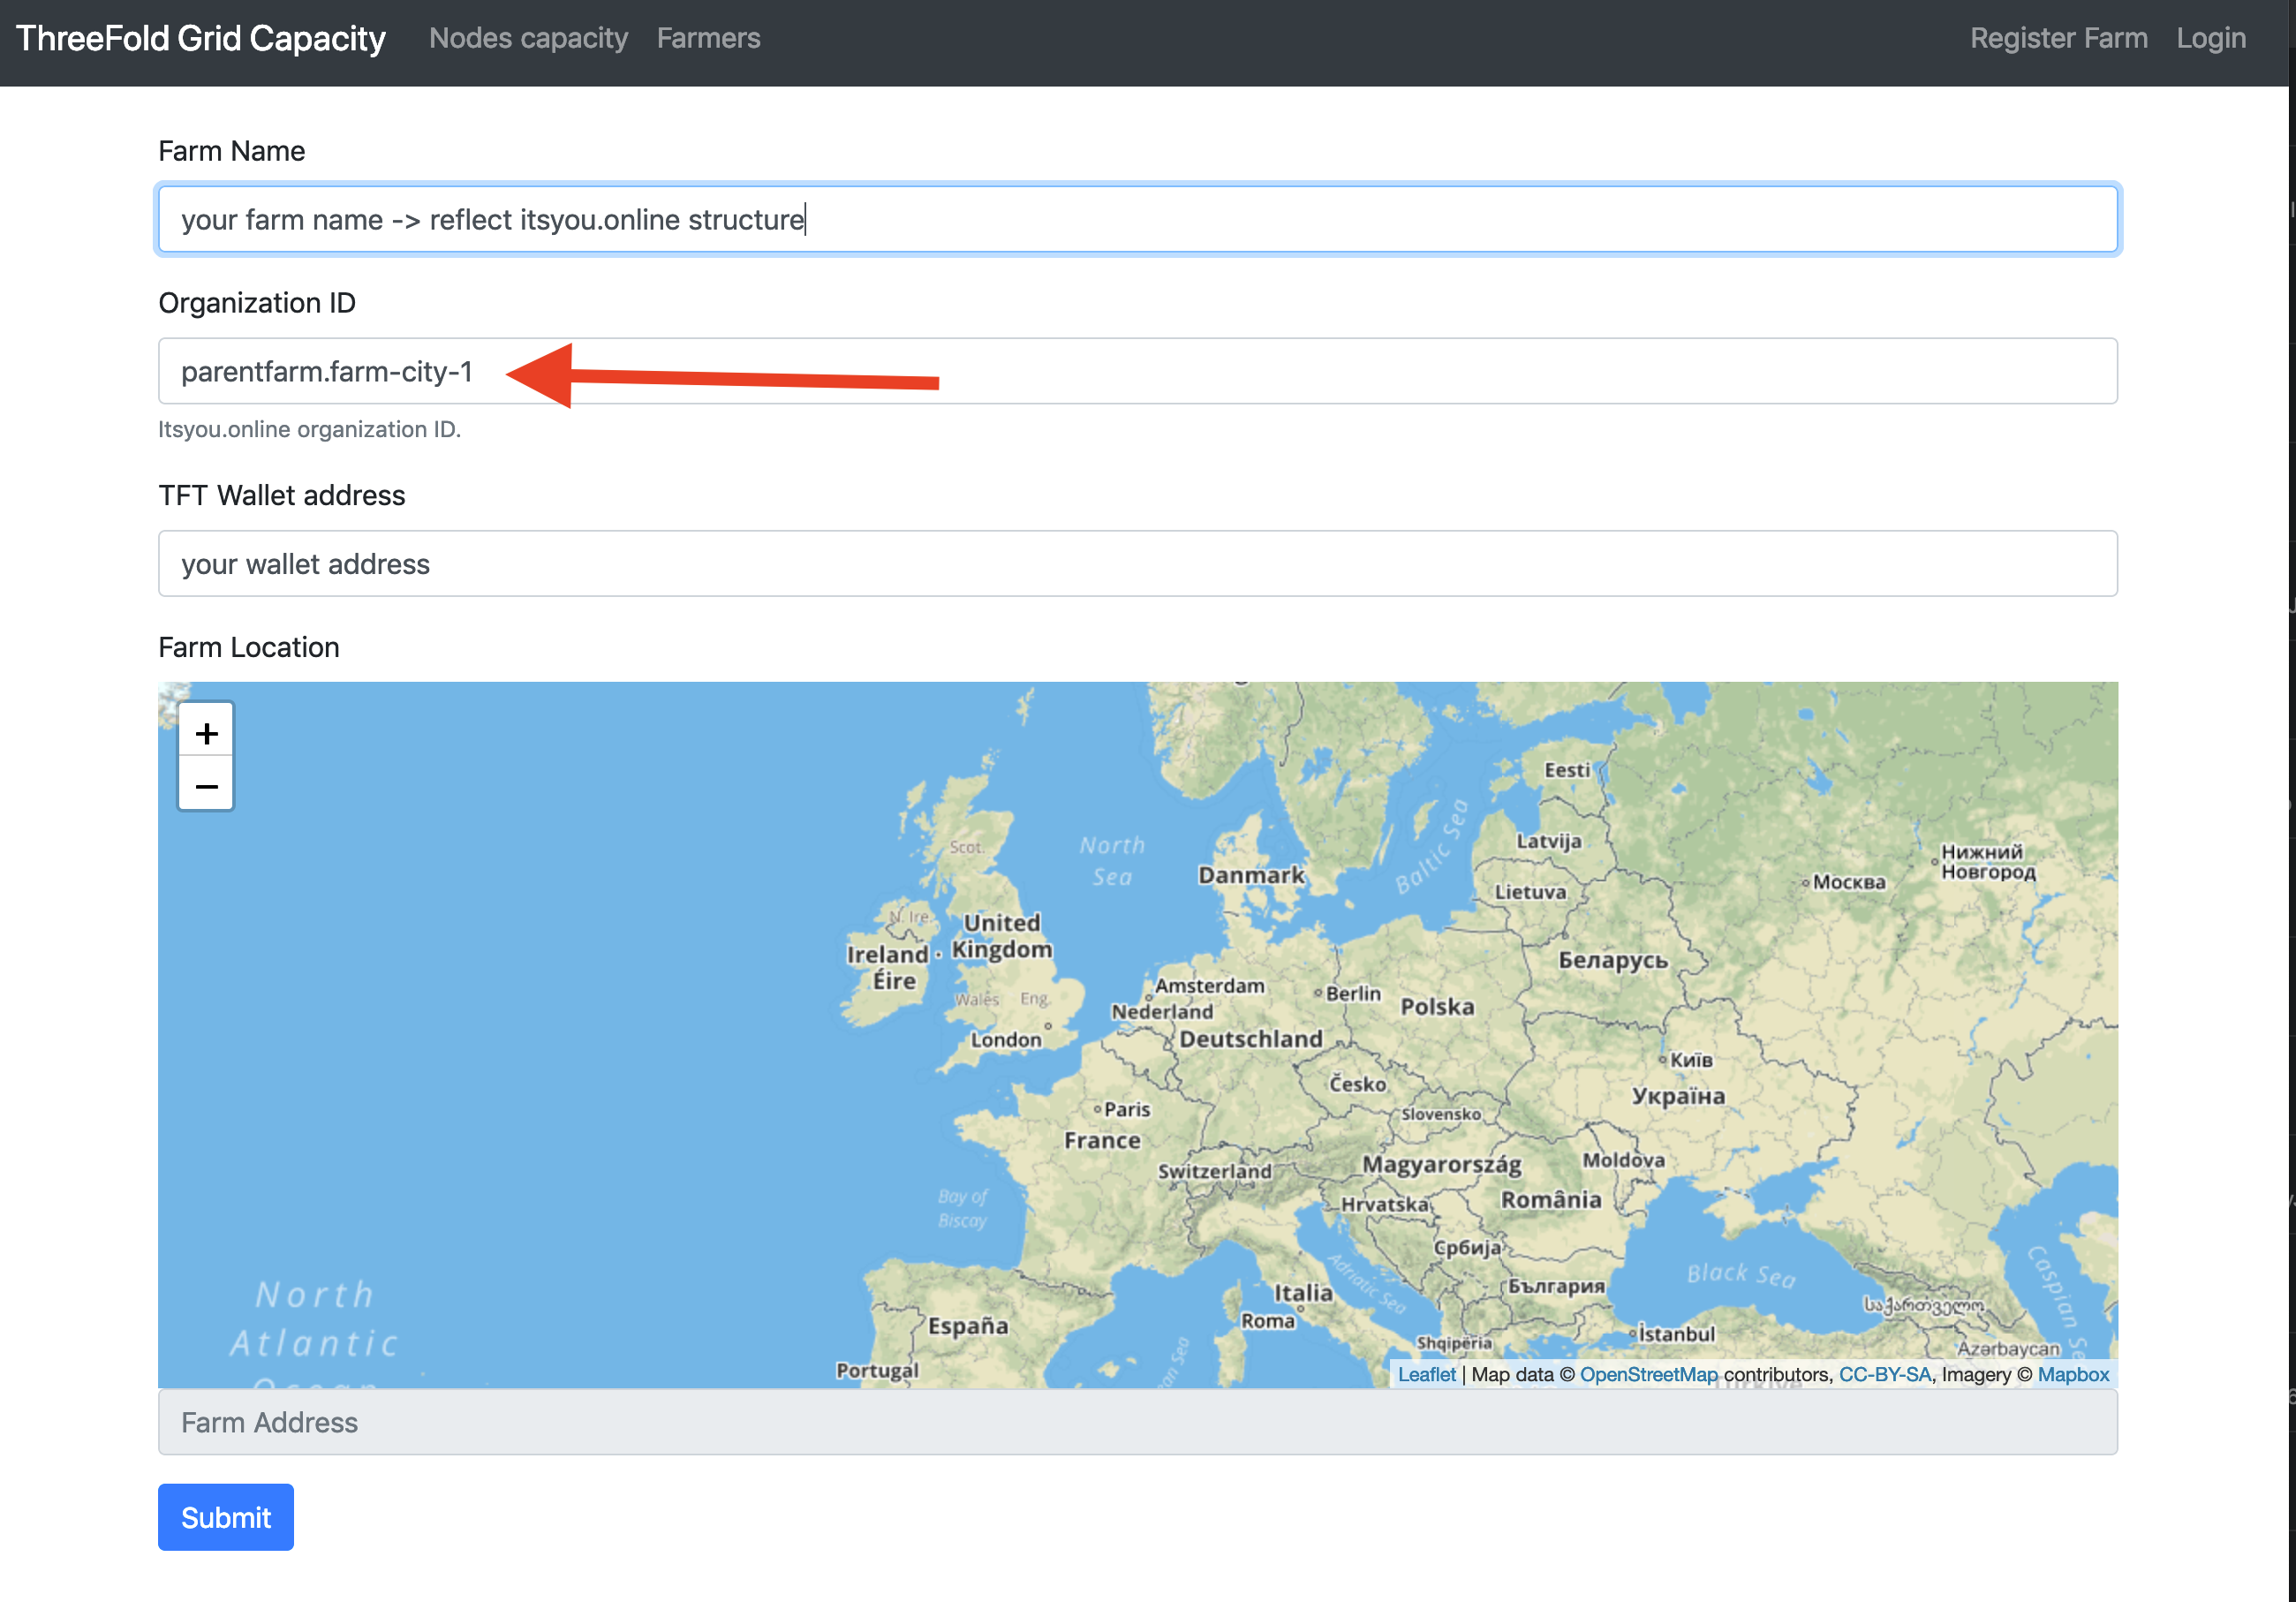 ThreeFold Grid Capacity Nodes capacity Farmers Register Farm Login
Farm Name
your farm name -> reflect itsyou.online structure
Organization ID
parentfarm.farm-city-1
Itsyou.online organization ID.
TFT Wallet address
your wallet address
Farm Location
+
−
Eesti
Scot.
North
Sea
Latvija
Baltic Sea
Нижний
Новгород
Danmark
Москва
Lietuva
N. Ire.
United
Kingdom
Ireland
Éire
Беларусь
Amsterdam
Berlin
Wales Eng.
Polska
Nederland
London
Deutschland
Київ
Česko
Україна
Paris
Slovensko
France
Switzerland
Magyarország
Moldova
Bay of
Biscay
Hrvatska
România
Србија
Adriatic Sea
Black Sea
Caspian Se
North
Atlantic
Ocean
България
Italia
საქართველო
Roma
España
İstanbul
Shqipëria
Azərbaycan
Portugal
an Sea
Türkiye
Leaflet | Map data © OpenStreetMap contributors, CC-BY-SA, Imagery © Mapbox
Farm Address
Submit